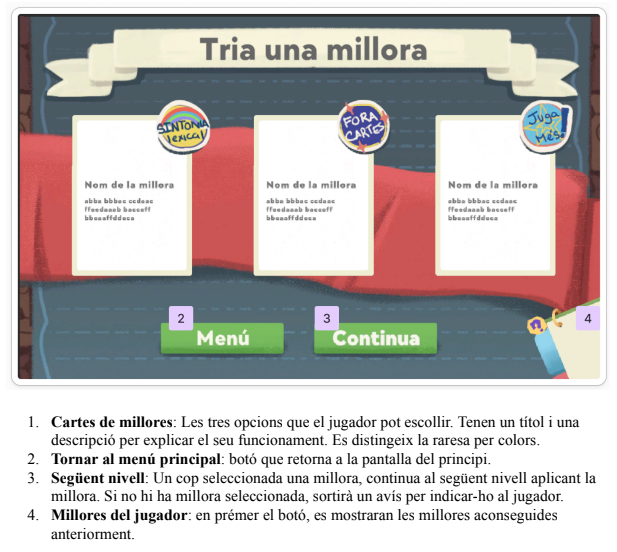 Tria una millora
SINTONIA
lexical
FORA
CARTES
Juga
Més!
Nom de la millora
Nom de la millora
Nom de la millora
2
3
4
Menú
Continua
1. Cartes de millores: Les tres opcions que el jugador pot escollir. Tenen un títol i una
descripció per explicar el seu funcionament. Es distingeix la raresa per colors.
2. Tornar al menú principal: botó que retorna a la pantalla del principi.
3. Següent nivell: Un cop seleccionada una millora, continua al següent nivell aplicant la
millora. Si no hi ha millora seleccionada, sortirà un avís per indicar-ho al jugador.
4. Millores del jugador: en prémer el botó, es mostraran les millores aconseguides
anteriorment.